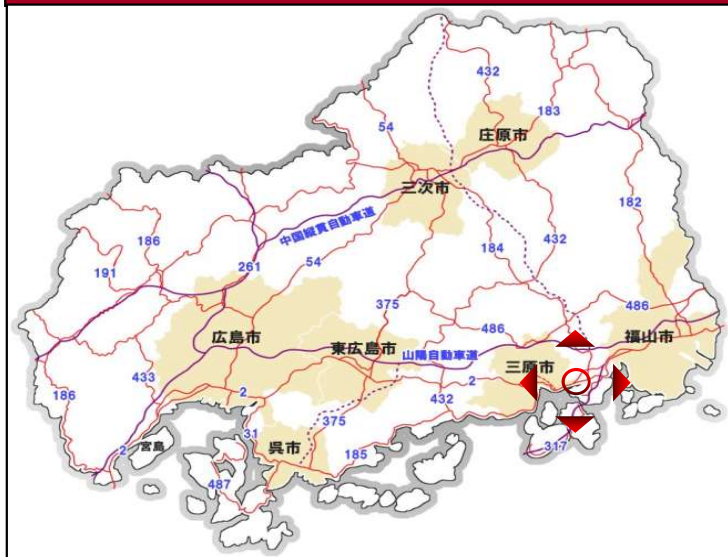 432
183
庄原市
54
三次市
182
中国縦貫自動車道
186
184
432
191
261
54
375
486
486
広島市
東広島市
山陽自動車道
三原市
福山市
433
2
186
2
432
31
375
宮島
2
呉市
185
317
487